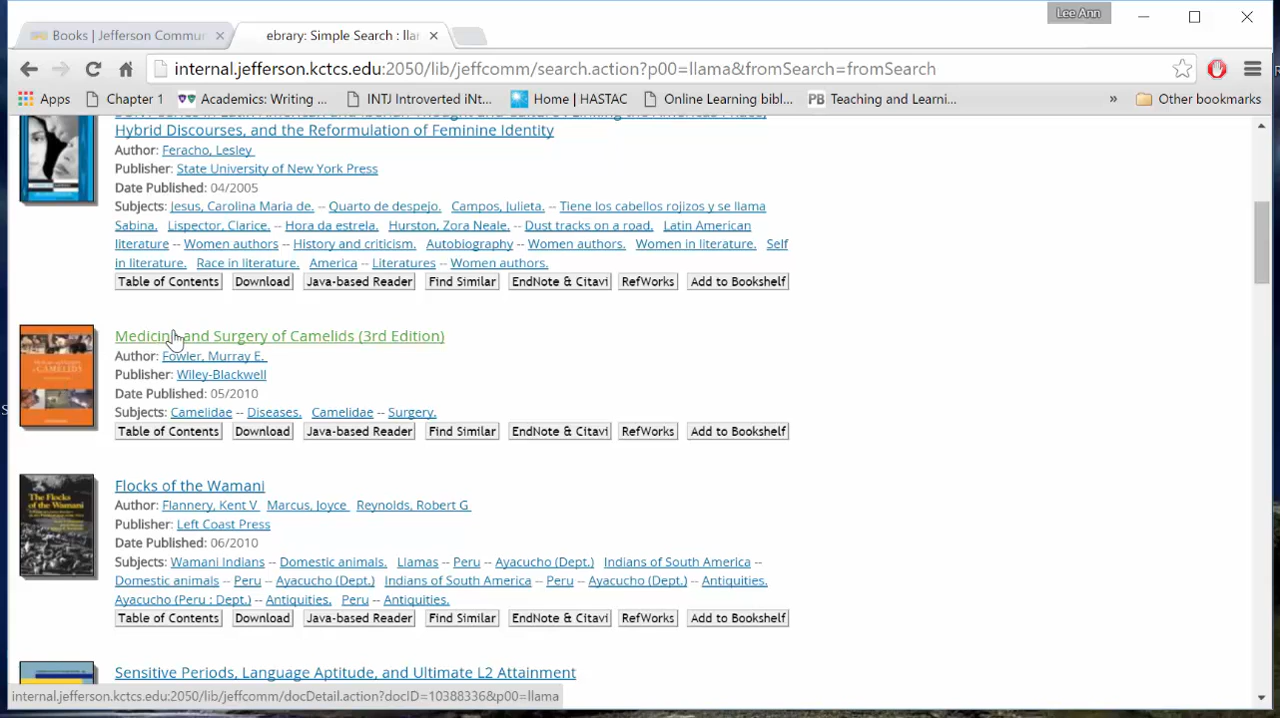 Lee Ann
Books | Jefferson Commu
ebrary: Simple Search : llar
internal.jefferson.kctcs.edu:2050/lib/jeffcomm/search.action?p00=llama&fromSearch=fromSearch
Apps Chapter 1 Academics: Writing ... INTJ Introverted iNt... Home | HASTAC Online Learning bibl... PB Teaching and Learni... » Other bookmarks
Hybrid Discourses, and the Reformulation of Feminine Identity
Author: Feracho, Lesley
Publisher: State University of New York Press
Date Published: 04/2005
Subjects: Jesus, Carolina Maria de. -- Quarto de despejo. Campos, Julieta. -- Tiene los cabellos rojizos y se llama
Sabina. Lispector, Clarice. -- Hora da estrela. Hurston, Zora Neale. -- Dust tracks on a road. Latin American
literature -- Women authors -- History and criticism. Autobiography -- Women authors. Women in literature. Self
in literature. Race in literature. America -- Literatures -- Women authors.
Table of Contents Download Java-based Reader Find Similar EndNote & Citavi RefWorks Add to Bookshelf
Medicine and Surgery of Camelids (3rd Edition)
Author: Fowler, Murray E.
Publisher: Wiley-Blackwell
Date Published: 05/2010
Subjects: Camelidae -- Diseases. Camelidae -- Surgery.
Table of Contents Download Java-based Reader Find Similar EndNote & Citavi RefWorks Add to Bookshelf
The Flocks
of the Wamani
Flocks of the Wamani
Author: Flannery, Kent V Marcus, Joyce Reynolds, Robert G
Publisher: Left Coast Press
Date Published: 06/2010
Subjects: Wamani Indians -- Domestic animals. Llamas -- Peru -- Ayacucho (Dept.) Indians of South America --
Domestic animals -- Peru -- Ayacucho (Dept.) Indians of South America -- Peru -- Ayacucho (Dept.) -- Antiquities.
Ayacucho (Peru : Dept.) -- Antiquities. Peru -- Antiquities.
Table of Contents Download Java-based Reader Find Similar EndNote & Citavi RefWorks Add to Bookshelf
Sensitive Periods, Language Aptitude, and Ultimate L2 Attainment
internal.jefferson.kctcs.edu:2050/lib/jeffcomm/docDetail.action?docID=10388336&p00=llama